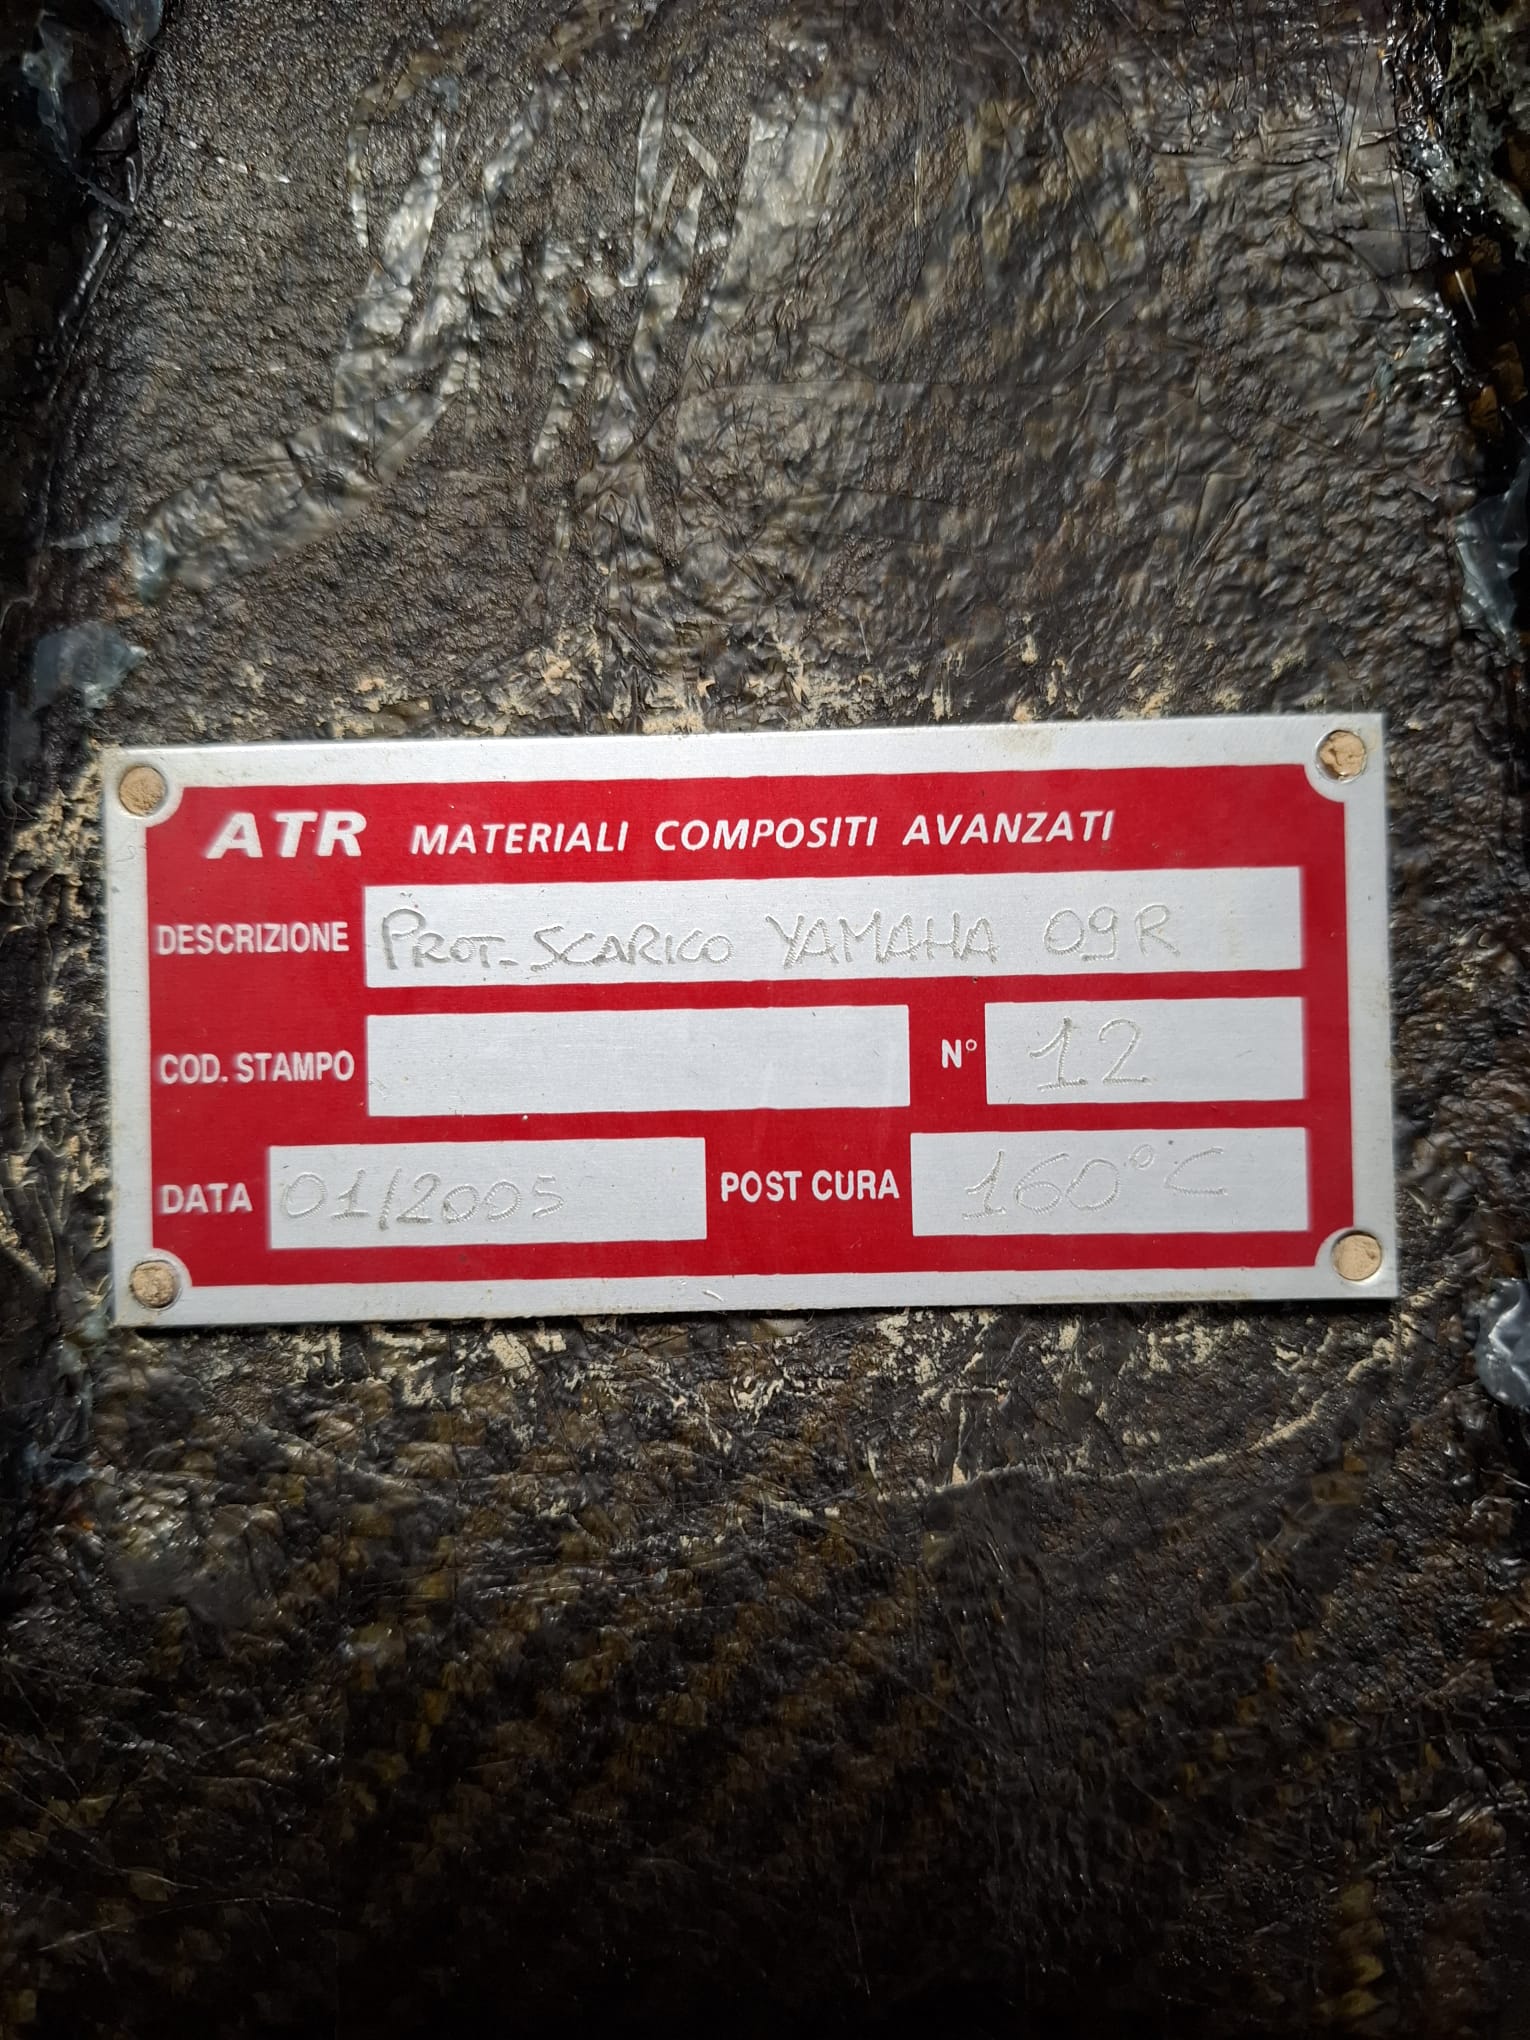 ATR MATERIALI COMPOSITI AVANZATI
DESCRIZIONE PROT. SCARICO YAMAHA 09R
COD. STAMPO N° 12
DATA 01/2005 POST CURA 160°C